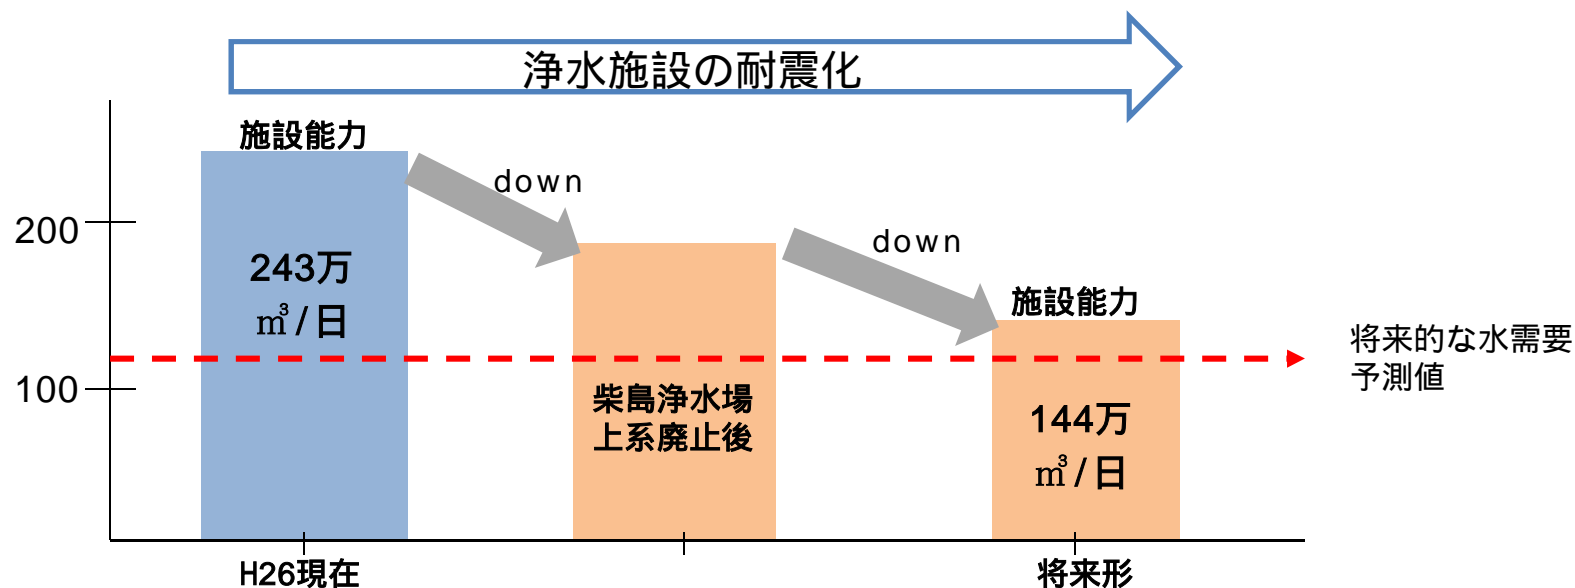 浄水施設の耐震化
施設能力
down
200
243万
㎥/日
down
施設能力
将来的な水需要
予測値
100
柴島浄水場
上系廃止後
144万
㎥/日
H26現在
将来形